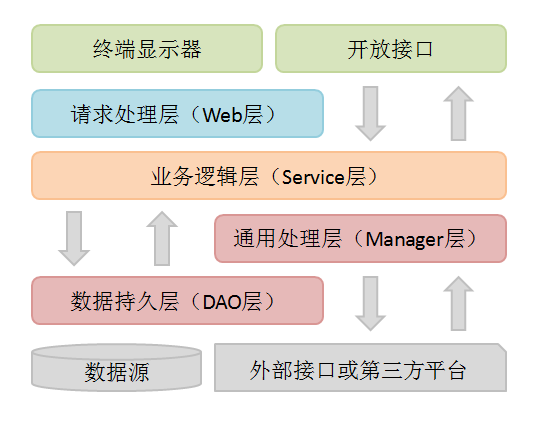 终端显示器
开放接口
请求处理层（Web层）
业务逻辑层（Service层）
通用处理层（Manager层）
数据持久层（DAO层）
数据源
外部接口或第三方平台